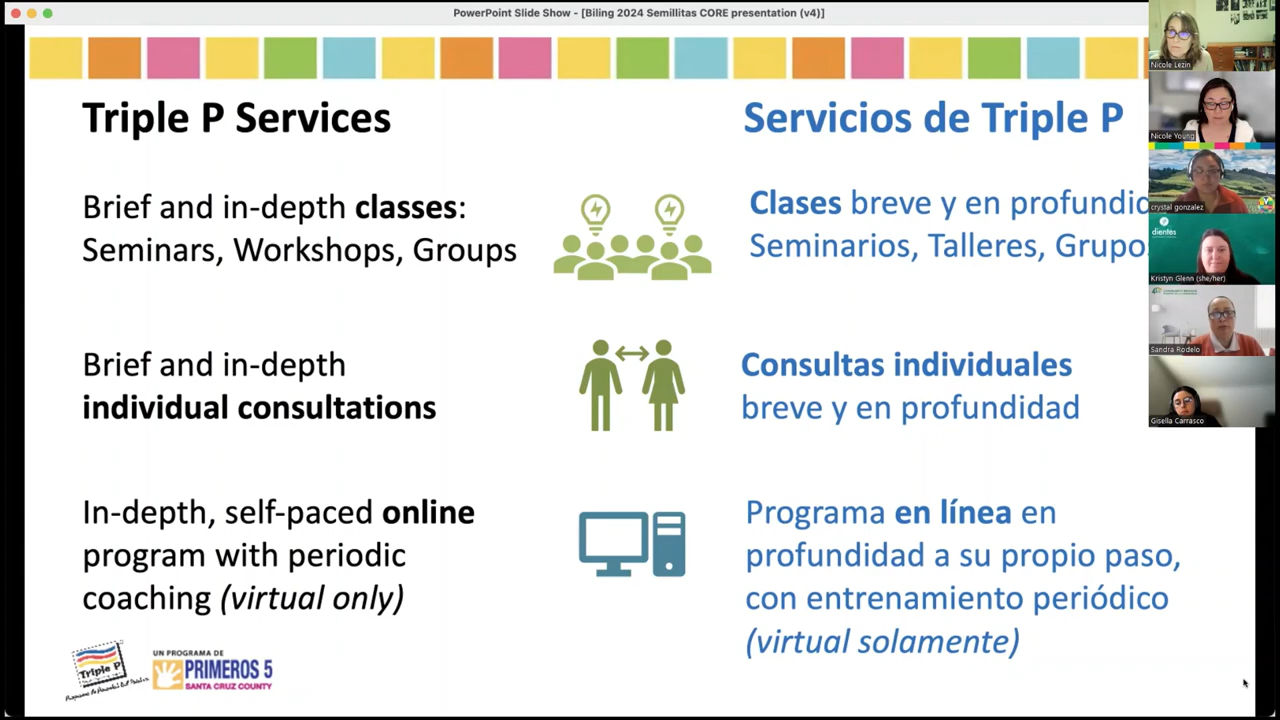 PowerPoint Slide Show - [Biling 2024 Semillitas CORE presentation (v4)]
Triple P Services
Brief and in-depth classes:
Seminars, Workshops, Groups
Brief and in-depth
individual consultations
In-depth, self-paced online
program with periodic
coaching (virtual only)
Servicios de Triple P
Clases breve y en profundid
Seminarios, Talleres, Grupo
Consultas individuales
breve y en profundidad
Programa en línea en
profundidad a su propio paso,
con entrenamiento periódico
(virtual solamente)
Triple P
UN PROGRAMA DE
PRIMEROS 5
SANTA CRUZ COUNTY
Nicole Lezin
Nicole Young
crystal gonzalez
dientes
Kristyn Glenn (she/her)
Sandra Rodelo
Gisella Carrasco